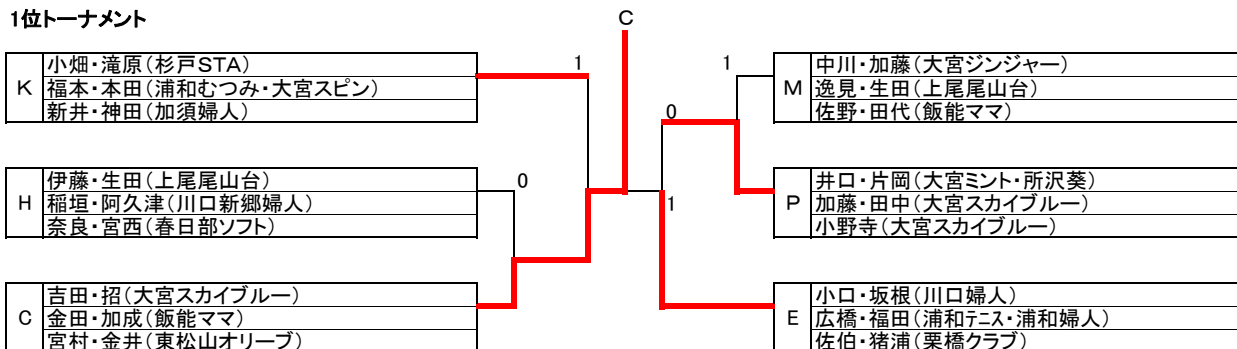 1位トーナメント
C
K
小畑・滝原(杉戸STA)
福本・本田(浦和むつみ・大宮スピン)
新井・神田(加須婦人)
1
H
伊藤・生田(上尾尾山台)
稲垣・阿久津(川口新郷婦人)
奈良・宮西(春日部ソフト)
0
C
吉田・招(大宮スカイブルー)
金田・加成(飯能ママ)
宮村・金井(東松山オリーブ)
1
M
中川・加藤(大宮ジンジャー)
逸見・生田(上尾尾山台)
佐野・田代(飯能ママ)
0
P
井口・片岡(大宮ミント・所沢葵)
加藤・田中(大宮スカイブルー)
小野寺(大宮スカイブルー)
1
E
小口・坂根(川口婦人)
広橋・福田(浦和テニス・浦和婦人)
佐伯・猪浦(栗橋クラブ)